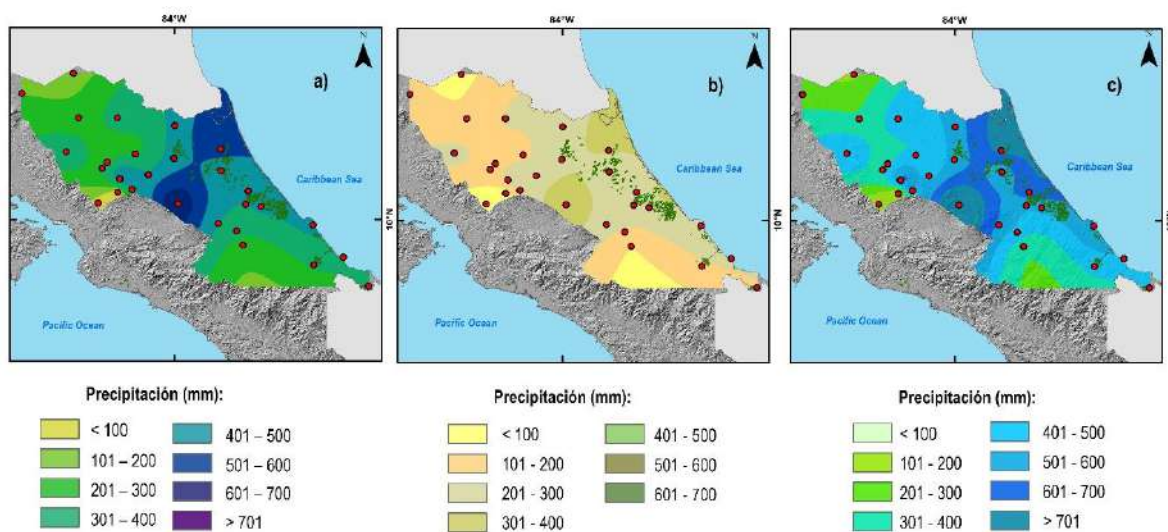 84°W
84°W
84°W
N
N
N
a)
b)
c)
Caribbean Sea
Caribbean Sea
Caribbean Sea
10°N
10°N
Pacific Ocean
Pacific Ocean
Pacific Ocean
Precipitación (mm):
< 100
101 – 200
201 – 300
301 – 400
401 – 500
501 – 600
601 – 700
> 701
Precipitación (mm):
< 100
101 - 200
201 - 300
301 - 400
401 - 500
501 - 600
601 - 700
Precipitación (mm):
< 100
101 - 200
201 - 300
301 - 400
401 - 500
501 - 600
601 - 700
> 701